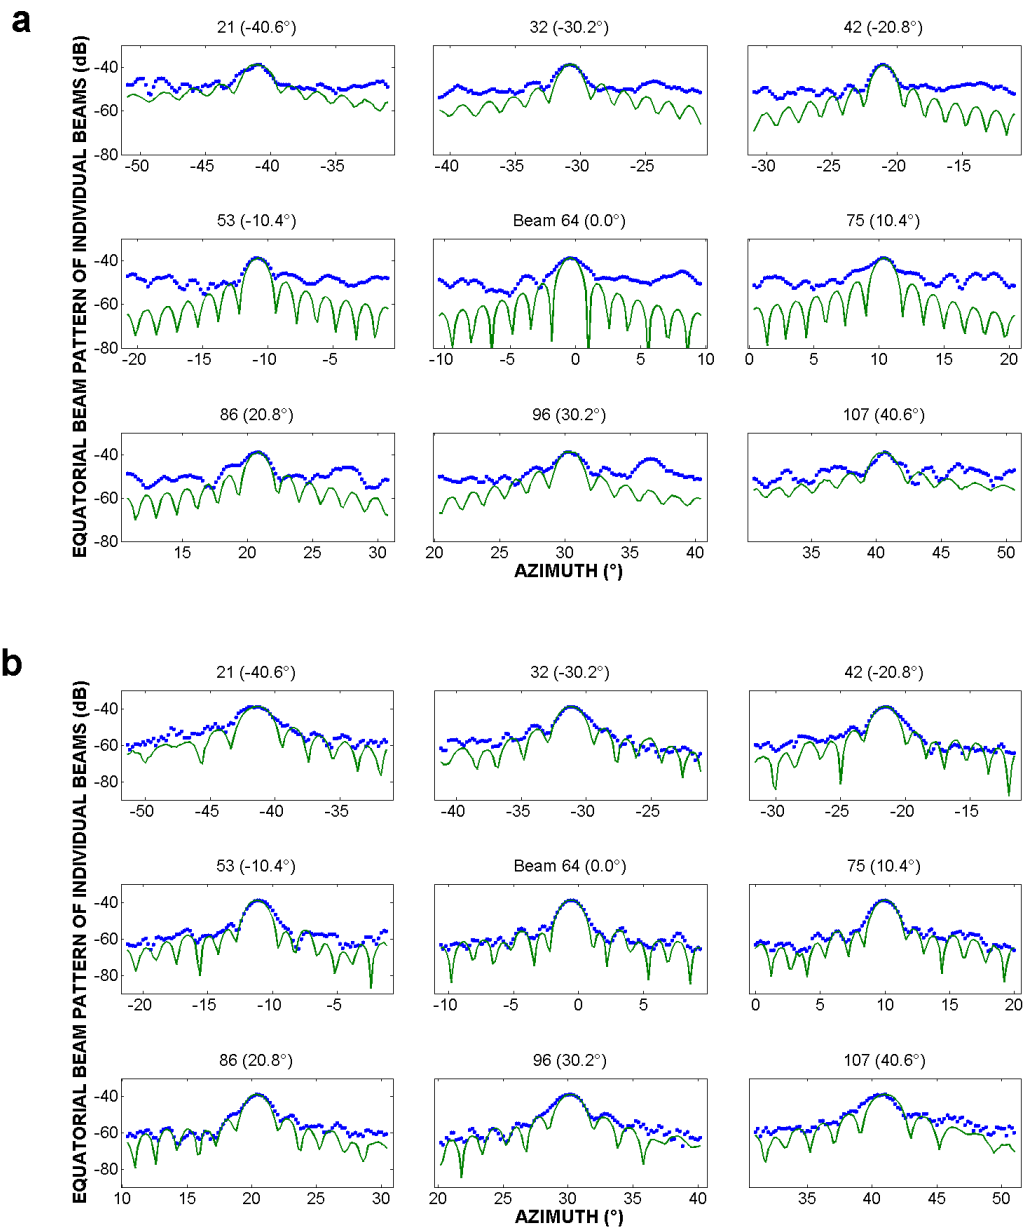 a
EQUATORIAL BEAM PATTERN OF INDIVIDUAL BEAMS (dB)
21 (-40.6°)
32 (-30.2°)
42 (-20.8°)
-40
-60
-80
-50 -45 -40 -35
-40 -35 -30 -25
-30 -25 -20 -15
53 (-10.4°)
Beam 64 (0.0°)
75 (10.4°)
-40
-60
-80
-20 -15 -10 -5
-10 -5 0 5 10
0 5 10 15 20
86 (20.8°)
96 (30.2°)
107 (40.6°)
-40
-60
-80
15 20 25 30
20 25 30 35 40
35 40 45 50
AZIMUTH (°)
b
EQUATORIAL BEAM PATTERN OF INDIVIDUAL BEAMS (dB)
21 (-40.6°)
32 (-30.2°)
42 (-20.8°)
-40
-60
-80
-50 -45 -40 -35
-40 -35 -30 -25
-30 -25 -20 -15
53 (-10.4°)
Beam 64 (0.0°)
75 (10.4°)
-40
-60
-80
-20 -15 -10 -5
-10 -5 0 5
0 5 10 15 20
86 (20.8°)
96 (30.2°)
107 (40.6°)
-40
-60
-80
10 15 20 25 30
20 25 30 35 40
35 40 45 50
AZIMUTH (°)